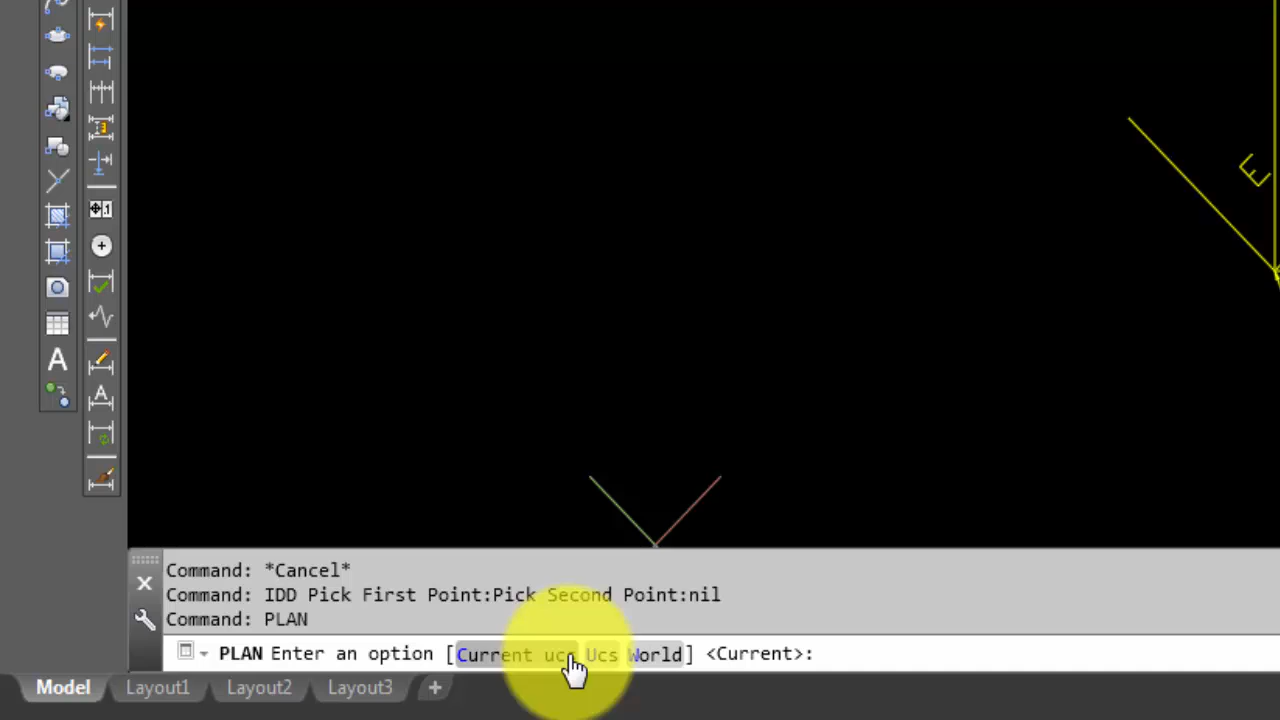 E
.1
A
A
Command: *Cancel*
Command: IDD Pick First Point:Pick Second Point:nil
Command: PLAN
PLAN Enter an option [Current ucs Ucs World] <Current>:
Model Layout1 Layout2 Layout3 +